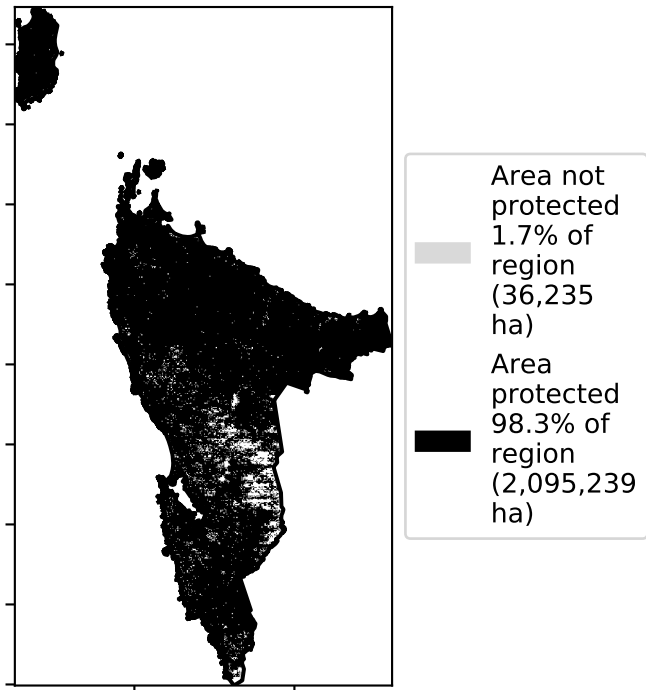 Area not
protected
1.7% of
region
(36,235
ha)
Area
protected
98.3% of
region
(2,095,239
ha)